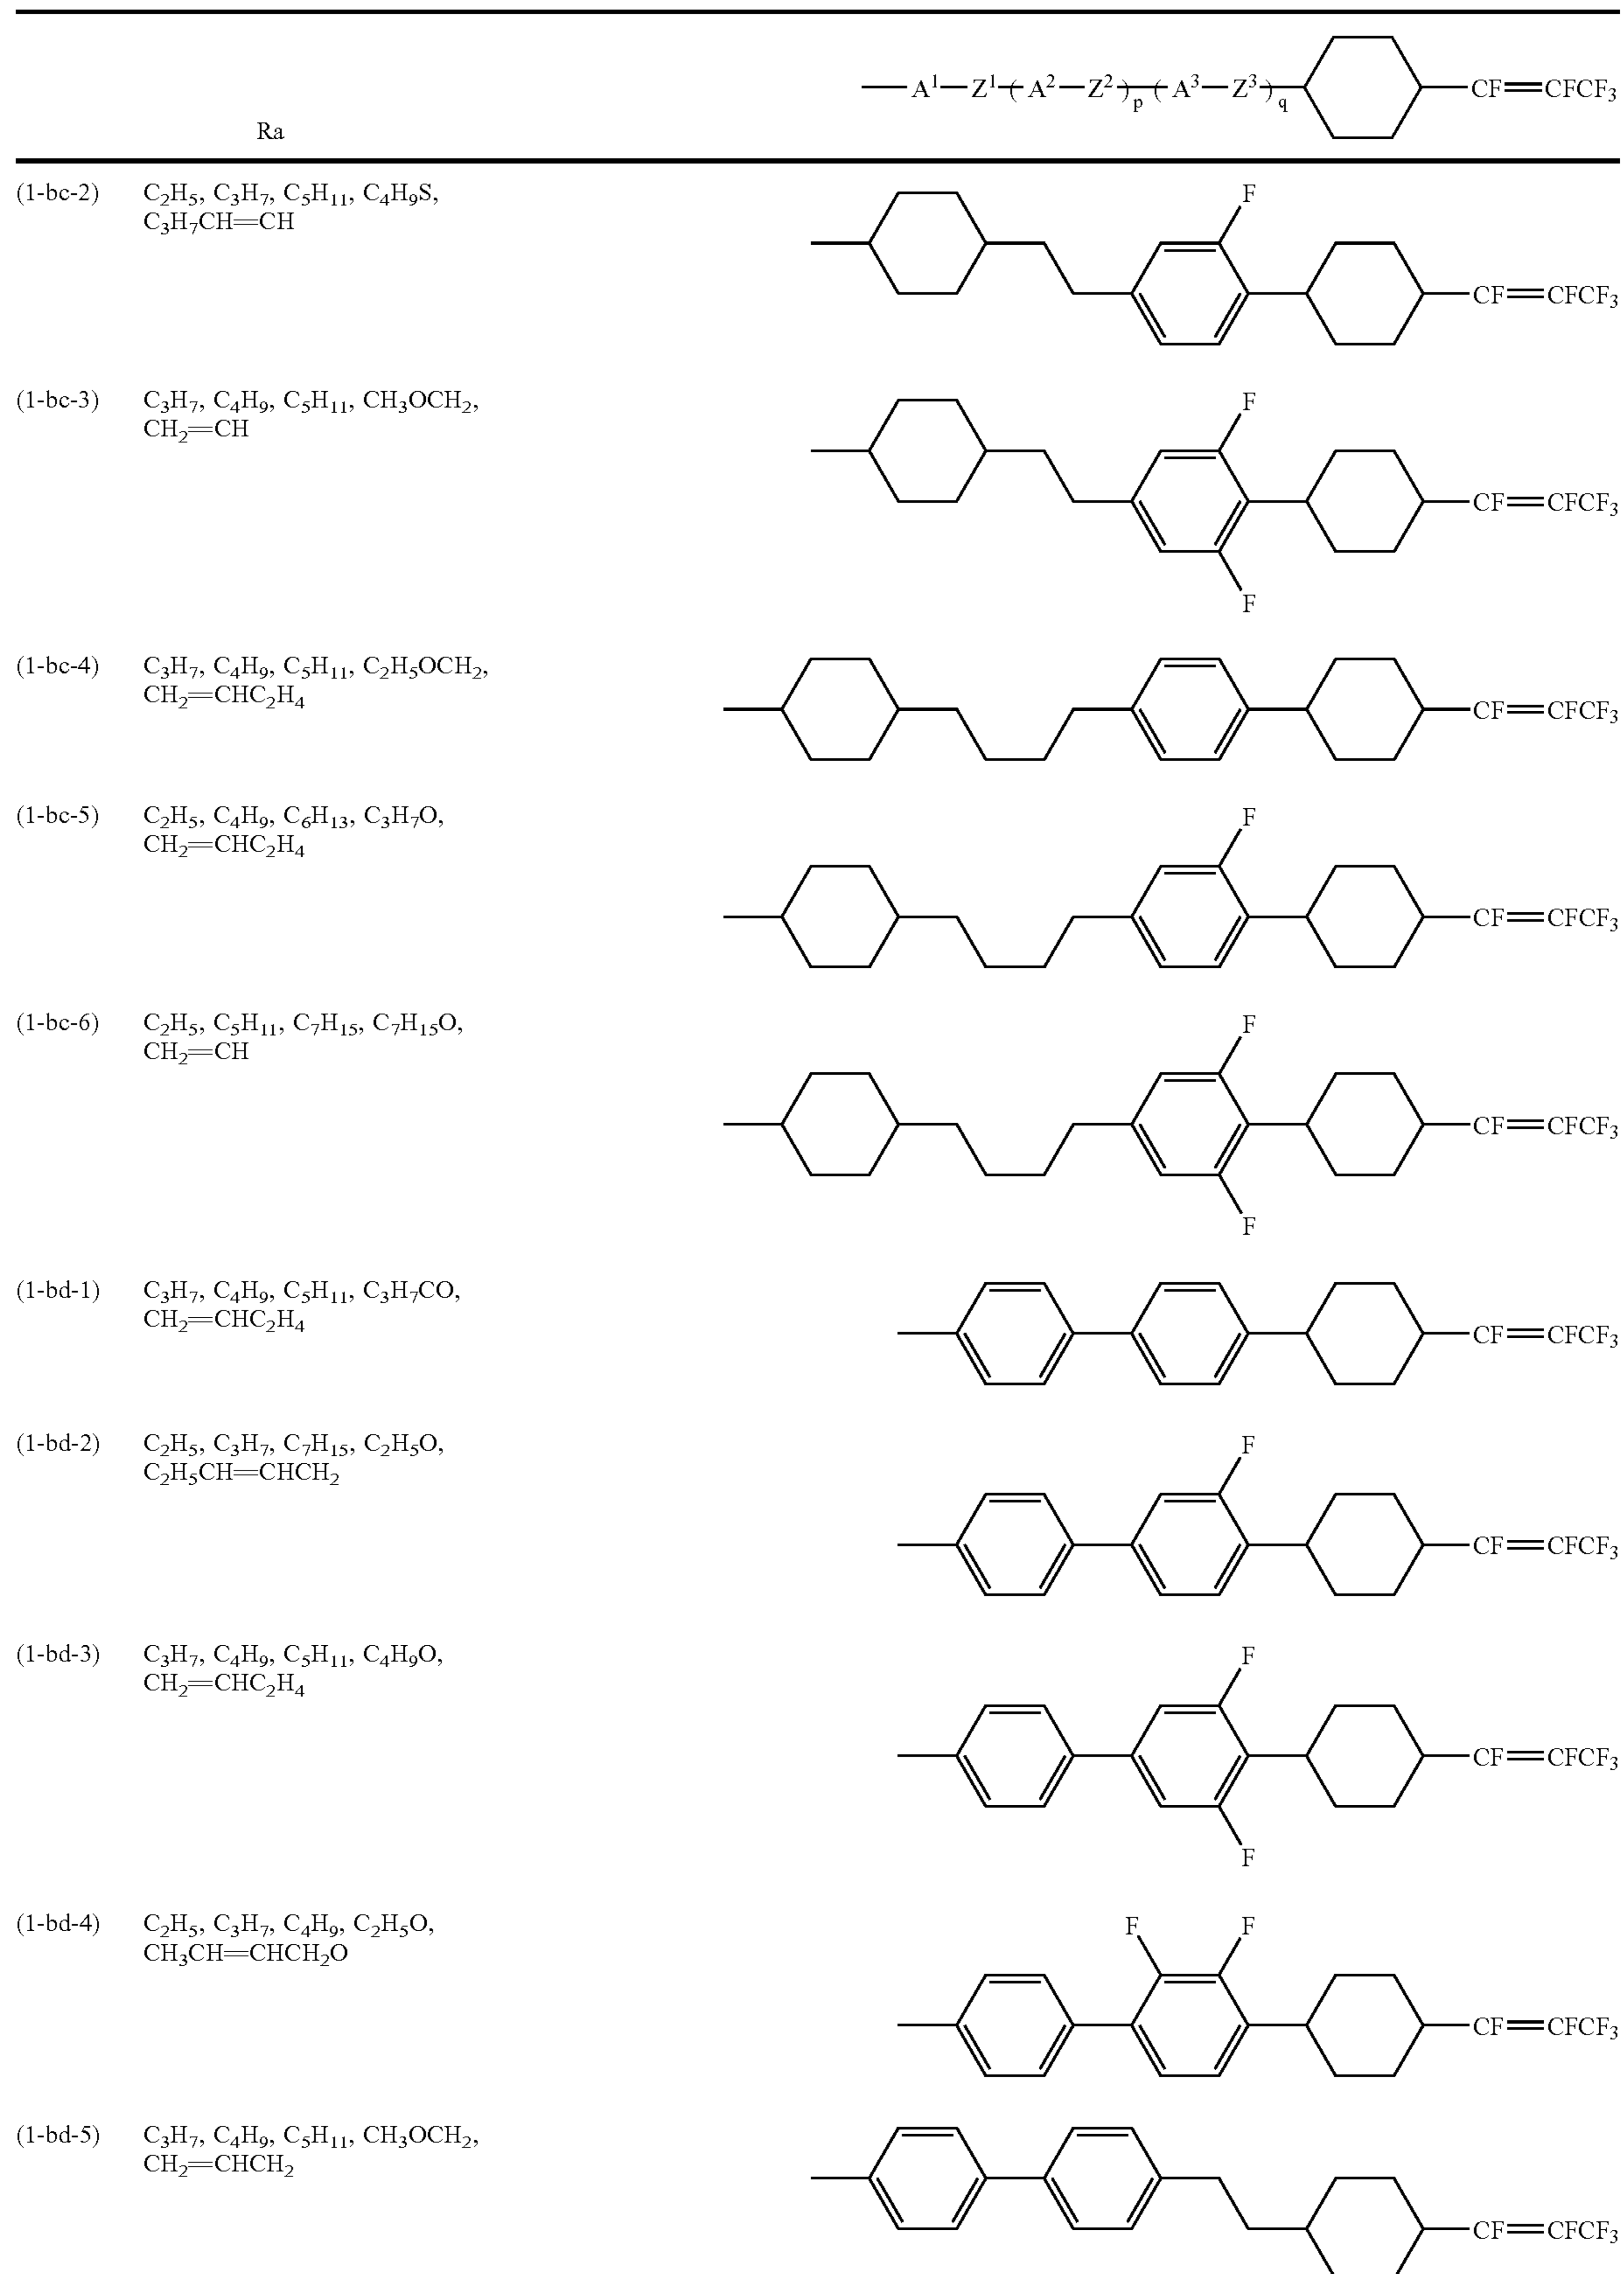 —A¹—Z¹—(A²—Z²)p—(A³—Z³)q— —CF=CFCF₃
Ra
(1-bc-2) C₂H₅, C₃H₇, C₅H₁₁, C₄H₉S,
C₃H₇CH=CH
F
CF=CFCF₃
(1-bc-3) C₃H₇, C₄H₉, C₅H₁₁, CH₃OCH₂,
CH₂=CH
F
CF=CFCF₃
F
(1-bc-4) C₃H₇, C₄H₉, C₅H₁₁, C₂H₅OCH₂,
CH₂=CHC₂H₄
CF=CFCF₃
(1-bc-5) C₂H₅, C₄H₉, C₆H₁₃, C₃H₇O,
CH₂=CHC₂H₄
F
CF=CFCF₃
(1-bc-6) C₂H₅, C₅H₁₁, C₇H₁₅, C₇H₁₅O,
CH₂=CH
F
CF=CFCF₃
F
(1-bd-1) C₃H₇, C₄H₉, C₅H₁₁, C₃H₇CO,
CH₂=CHC₂H₄
CF=CFCF₃
(1-bd-2) C₂H₅, C₃H₇, C₇H₁₅, C₂H₅O,
C₂H₅CH=CHCH₂
F
CF=CFCF₃
(1-bd-3) C₃H₇, C₄H₉, C₅H₁₁, C₄H₉O,
CH₂=CHC₂H₄
F
CF=CFCF₃
F
(1-bd-4) C₂H₅, C₃H₇, C₄H₉, C₂H₅O,
CH₃CH=CHCH₂O
F F
CF=CFCF₃
(1-bd-5) C₃H₇, C₄H₉, C₅H₁₁, CH₃OCH₂,
CH₂=CHCH₂
CF=CFCF₃